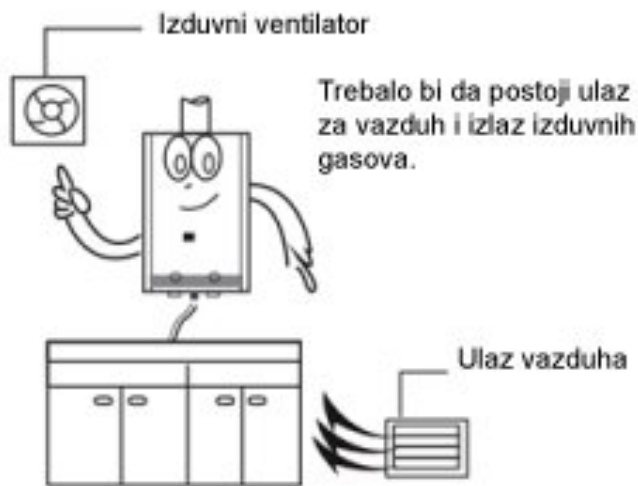 Izduvni ventilator
Trebalo bi da postoji ulaz
za vazduh i izlaz izduvnih
gasova.
Ulaz vazduha